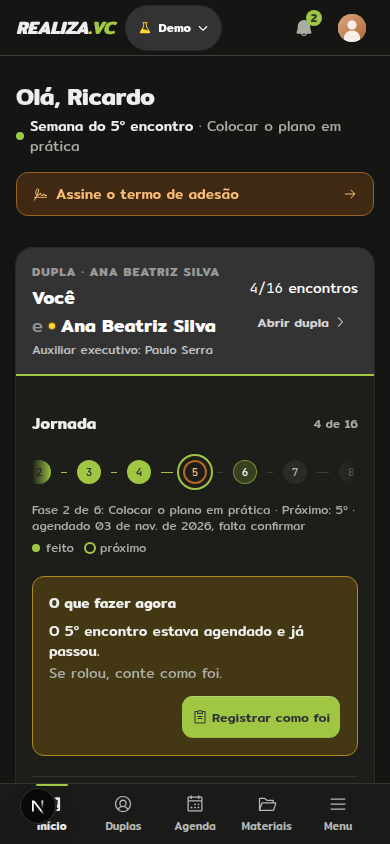 REALIZA.VC
Demo
2
Olá, Ricardo
Semana do 5º encontro · Colocar o plano em
prática
Assine o termo de adesão
DUPLA · ANA BEATRIZ SILVA
Você
4/16 encontros
e Ana Beatriz Silva
Abrir dupla
Auxiliar executivo: Paulo Serra
Jornada
4 de 16
2 3 4 5 6 7 8
Fase 2 de 6: Colocar o plano em prática · Próximo: 5º ·
agendado 03 de nov. de 2026, falta confirmar
feito próximo
O que fazer agora
O 5º encontro estava agendado e já
passou.
Se rolou, conte como foi.
Registrar como foi
N
Início Duplas Agenda Materiais Menu